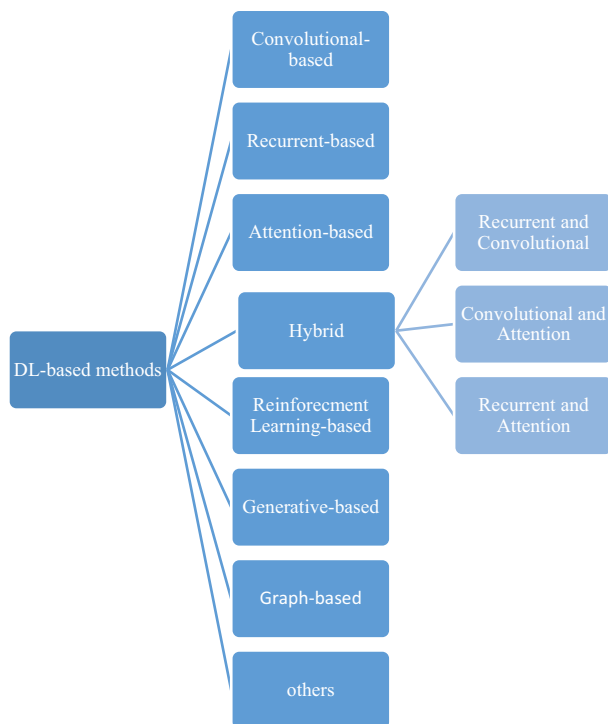 DL-based methods
Convolutional-
based
Recurrent-based
Attention-based
Hybrid
Reinforecment
Learning-based
Generative-based
Graph-based
others
Recurrent and
Convolutional
Convolutional and
Attention
Recurrent and
Attention